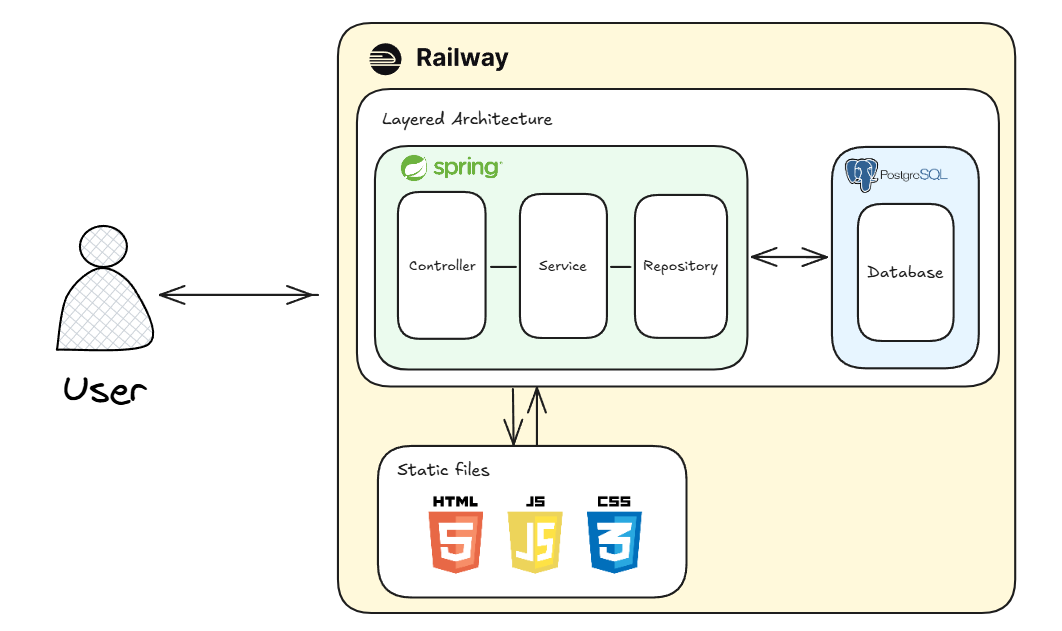 Railway
Layered Architecture
spring
PostgreSQL
Controller
Service
Repository
Database
User
Static files
HTML
JS
CSS
5
JS
3